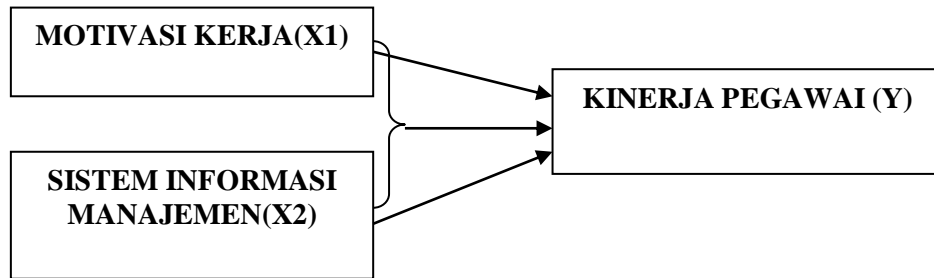 MOTIVASI KERJA(X1)
KINERJA PEGAWAI (Y)
SISTEM INFORMASI
MANAJEMEN(X2)